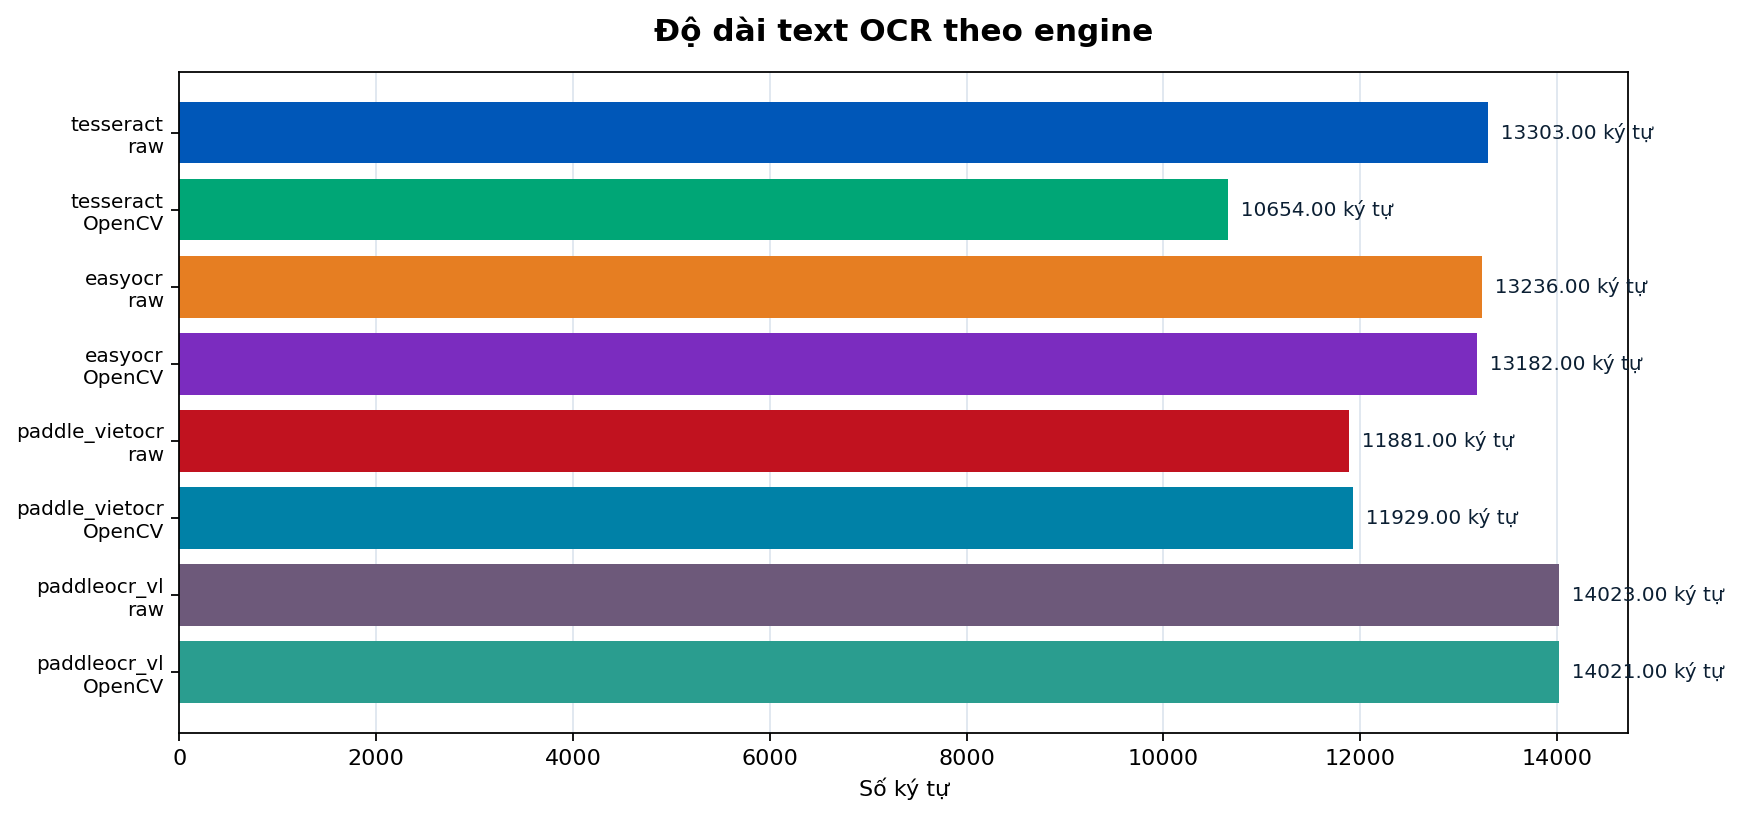 Độ dài text OCR theo engine
tesseract
raw
13303.00 ký tự
tesseract
OpenCV
10654.00 ký tự
easyocr
raw
13236.00 ký tự
easyocr
OpenCV
13182.00 ký tự
paddle_vietocr
raw
11881.00 ký tự
paddle_vietocr
OpenCV
11929.00 ký tự
paddleocr_vl
raw
14023.00 ký tự
paddleocr_vl
OpenCV
14021.00 ký tự
0 2000 4000 6000 8000 10000 12000 14000
Số ký tự